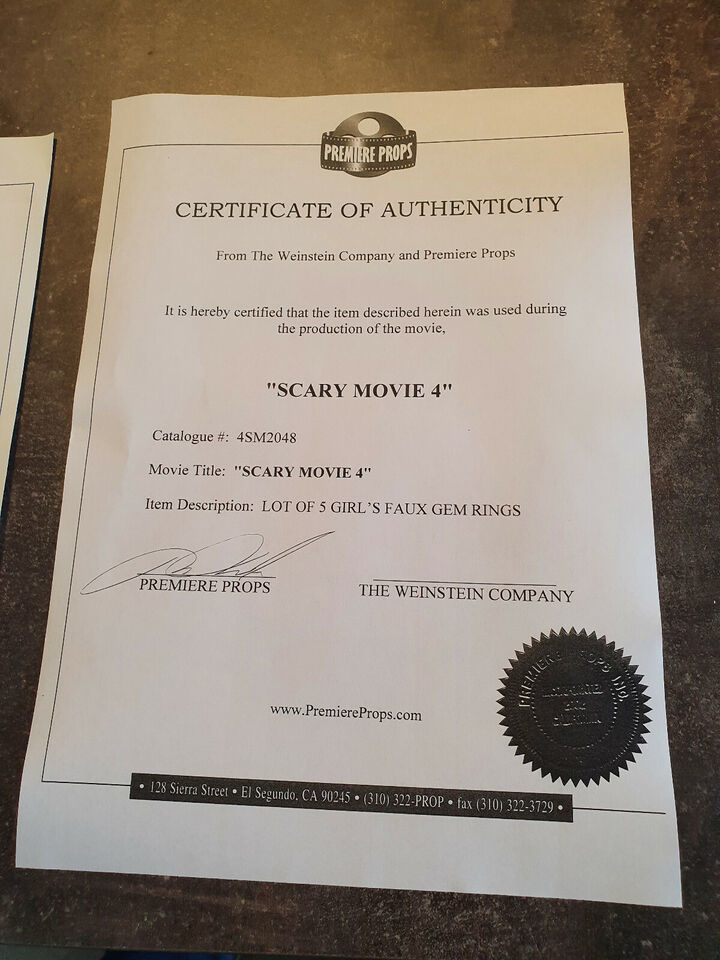 PREMIERE PROPS
CERTIFICATE OF AUTHENTICITY
From The Weinstein Company and Premiere Props
It is hereby certified that the item described herein was used during
the production of the movie,
"SCARY MOVIE 4"
Catalogue #: 4SM2048
Movie Title: "SCARY MOVIE 4"
Item Description: LOT OF 5 GIRL'S FAUX GEM RINGS
PREMIERE PROPS
THE WEINSTEIN COMPANY
PREMIERE PROPS INC.
www.PremiereProps.com
• 128 Sierra Street • El Segundo, CA 90245 • (310) 322-PROP • fax (310) 322-3729 •